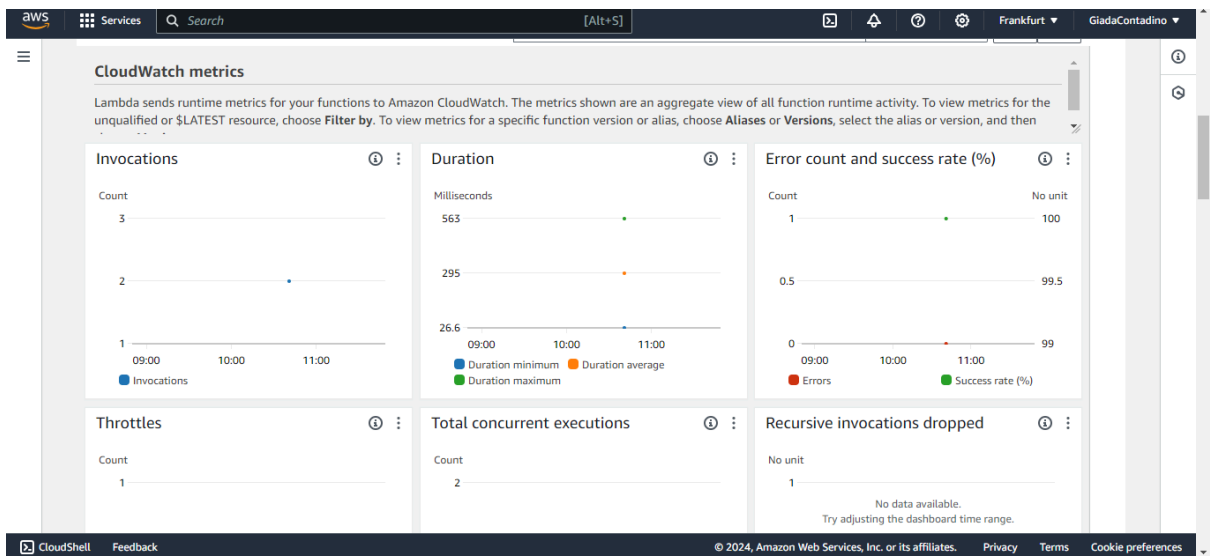 aws Services Search [Alt+S] Frankfurt ▼ GiadaContadino ▼
CloudWatch metrics
Lambda sends runtime metrics for your functions to Amazon CloudWatch. The metrics shown are an aggregate view of all function runtime activity. To view metrics for the
unqualified or $LATEST resource, choose Filter by. To view metrics for a specific function version or alias, choose Aliases or Versions, select the alias or version, and then
Invocations
Count
3
2
1
09:00 10:00 11:00
Invocations
Duration
Milliseconds
563
295
26.6
09:00 10:00 11:00
Duration minimum Duration average
Duration maximum
Error count and success rate (%)
Count No unit
1 100
0.5 99.5
0 99
09:00 10:00 11:00
Errors Success rate (%)
Throttles
Count
1
Total concurrent executions
Count
2
Recursive invocations dropped
No unit
1
No data available.
Try adjusting the dashboard time range.
CloudShell Feedback © 2024, Amazon Web Services, Inc. or its affiliates. Privacy Terms Cookie preferences